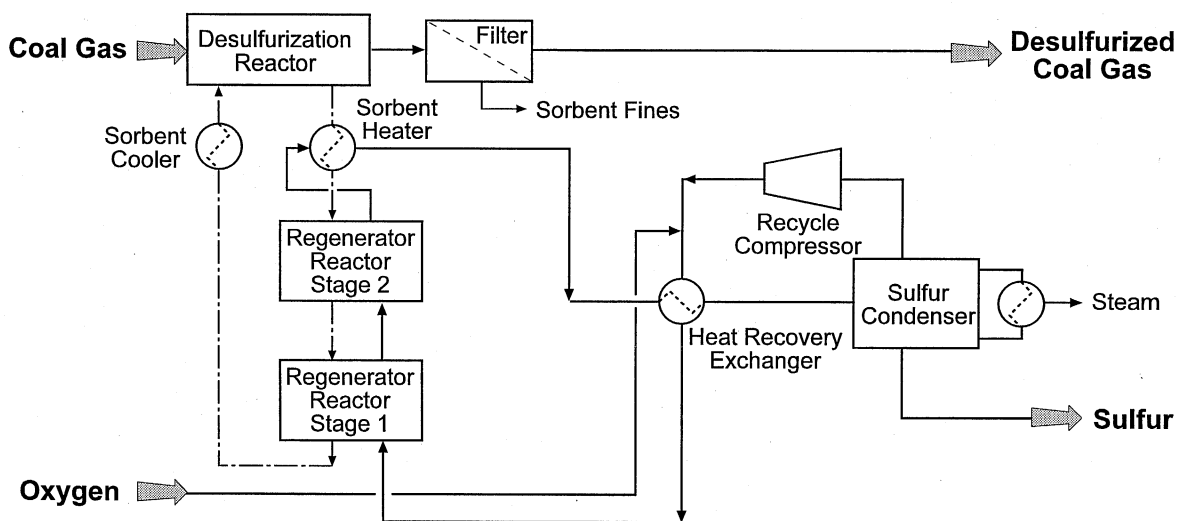 Coal Gas
Desulfurization
Reactor
Filter
Desulfurized
Coal Gas
Sorbent Fines
Sorbent
Cooler
Sorbent
Heater
Recycle
Compressor
Regenerator
Reactor
Stage 2
Sulfur
Condenser
Steam
Heat Recovery
Exchanger
Regenerator
Reactor
Stage 1
Sulfur
Oxygen